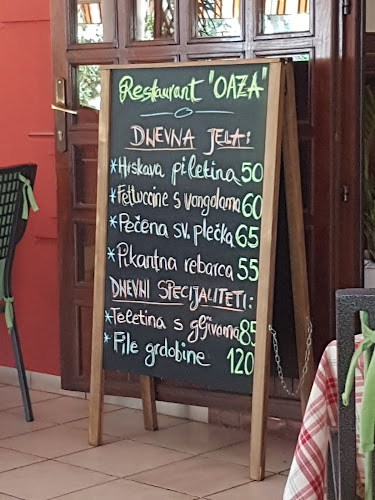 Restaurant "OAZA"
DNEVNA JELA:
*Hrskava piletina 50
*Fettuccine s vongolama 60
*Pečena sv. plečka 65
*Pikantna rebarca 55
DNEVNI SPECIJALITETI:
*Teletina s gljivama 85
*File grdobine 120